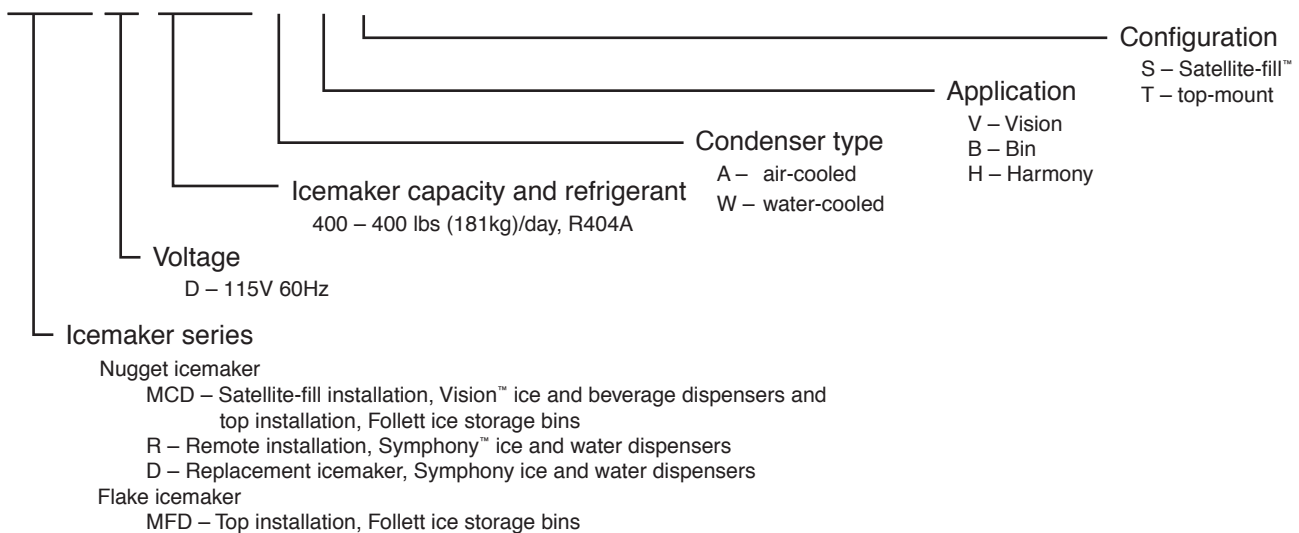 Configuration
S – Satellite-fill™
T – top-mount
Application
V – Vision
B – Bin
H – Harmony
Condenser type
A – air-cooled
W – water-cooled
Icemaker capacity and refrigerant
400 – 400 lbs (181kg)/day, R404A
Voltage
D – 115V 60Hz
Icemaker series
Nugget icemaker
MCD – Satellite-fill installation, Vision™ ice and beverage dispensers and
top installation, Follett ice storage bins
R – Remote installation, Symphony™ ice and water dispensers
D – Replacement icemaker, Symphony ice and water dispensers
Flake icemaker
MFD – Top installation, Follett ice storage bins